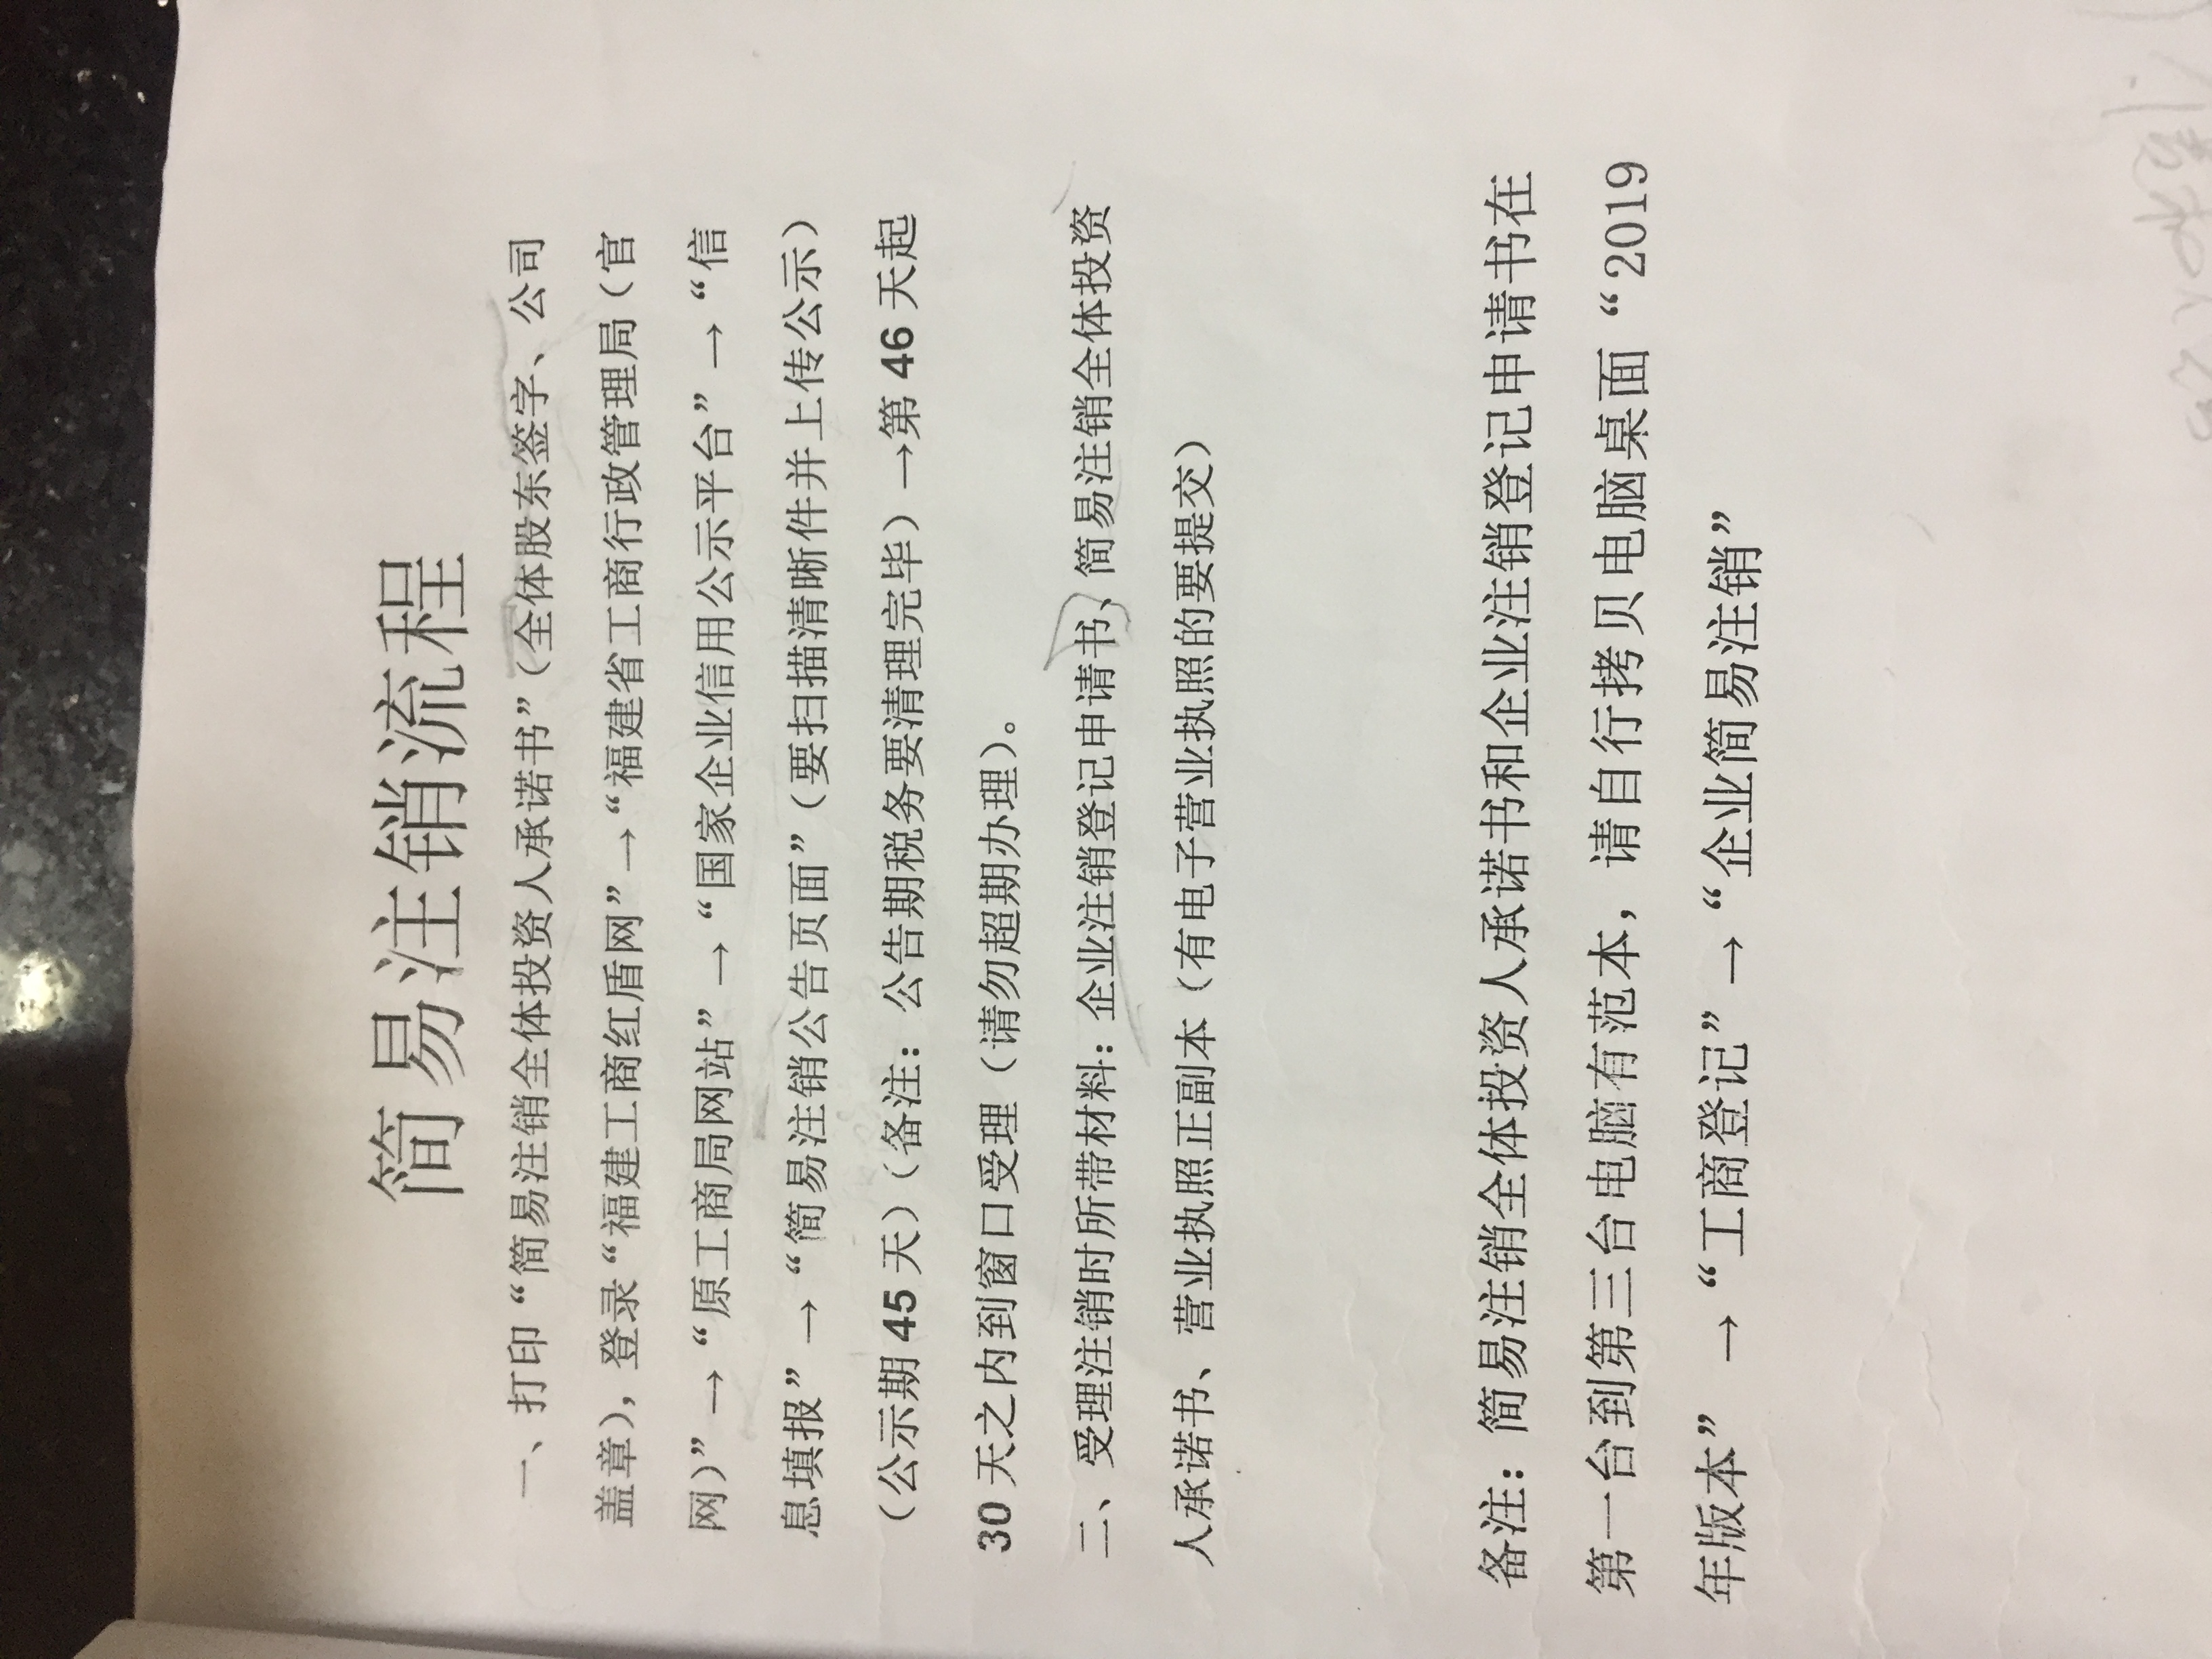 简易注销流程
一、打印“简易注销全体投资人承诺书”（全体股东签字、公司
盖章），登录“福建工商红盾网”→“福建省工商行政管理局（官
网）”→“原工商局网站”→“国家企业信用公示平台”→“信
息填报”→“简易注销公告页面”（要扫描清晰件并上传公示）
（公示期 45 天）（备注：公告期税务要清理完毕）→第 46 天起
30 天之内到窗口受理（请勿超期办理）。
二、受理注销时所带材料：企业注销登记申请书、简易注销全体投资
人承诺书、营业执照正副本（有电子营业执照的要提交）
备注：简易注销全体投资人承诺书和企业注销登记申请书在
第一台到第三台电脑有范本，请自行拷贝电脑桌面“2019
年版本” →“工商登记”→“企业简易注销”